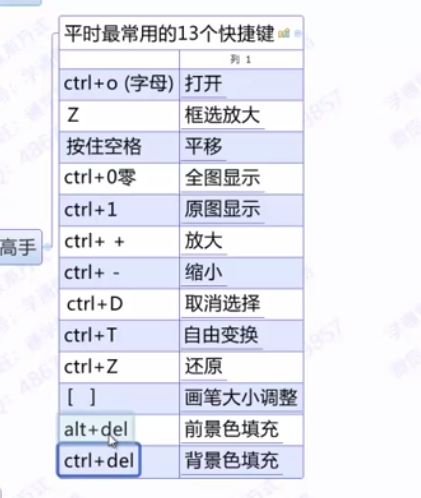 平时最常用的13个快捷键
列 1
ctrl+o (字母) 打开
Z 框选放大
按住空格 平移
ctrl+0零 全图显示
ctrl+1 原图显示
ctrl+ + 放大
ctrl+ - 缩小
ctrl+D 取消选择
ctrl+T 自由变换
ctrl+Z 还原
[ ] 画笔大小调整
alt+del 前景色填充
ctrl+del 背景色填充
高手